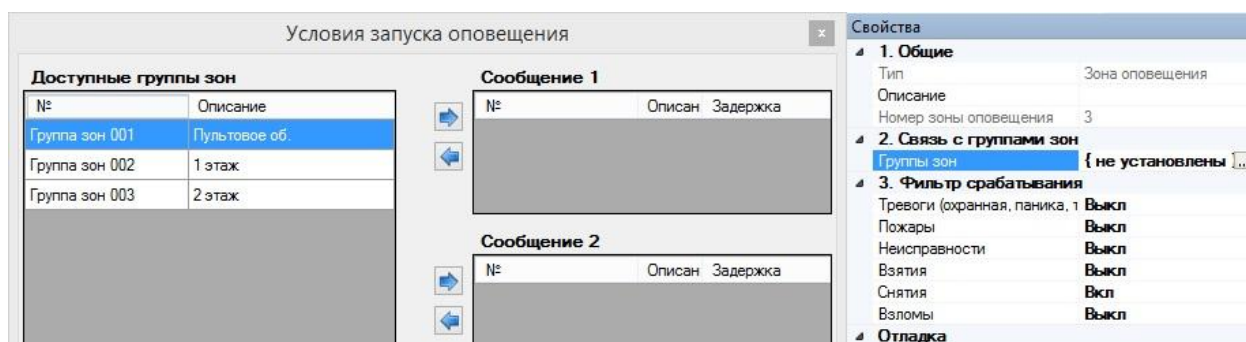 Условия запуска оповещения
x
Доступные группы зон
№ Описание
Группа зон 001 Пультовое об.
Группа зон 002 1 этаж
Группа зон 003 2 этаж
Сообщение 1
№ Описан Задержка
Сообщение 2
№ Описан Задержка
Свойства
1. Общие
Тип Зона оповещения
Описание
Номер зоны оповещения 3
2. Связь с группами зон
Группы зон { не установлены } ...
3. Фильтр срабатывания
Тревоги (охранная, паника, т Выкл
Пожары Выкл
Неисправности Выкл
Взятия Выкл
Снятия Вкл
Взломы Выкл
Отладка